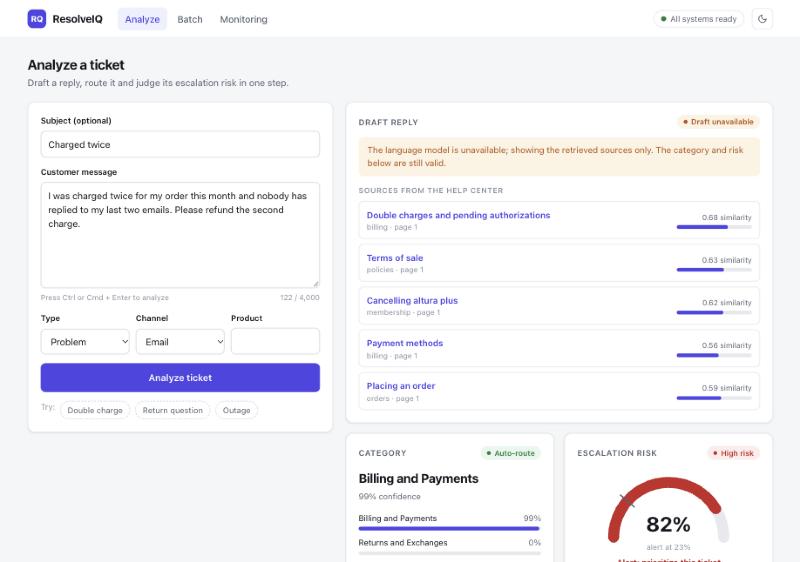 RQ ResolveIQ Analyze Batch Monitoring All systems ready
Analyze a ticket
Draft a reply, route it and judge its escalation risk in one step.
Subject (optional)
Charged twice
Customer message
I was charged twice for my order this month and nobody has
replied to my last two emails. Please refund the second
charge.
Press Ctrl or Cmd + Enter to analyze 122 / 4,000
Type Channel Product
Problem Email
Analyze ticket
Try: Double charge Return question Outage
DRAFT REPLY Draft unavailable
The language model is unavailable; showing the retrieved sources only. The category and risk
below are still valid.
SOURCES FROM THE HELP CENTER
Double charges and pending authorizations 0.68 similarity
billing · page 1
Terms of sale 0.63 similarity
policies · page 1
Cancelling altura plus 0.62 similarity
membership · page 1
Payment methods 0.56 similarity
billing · page 1
Placing an order 0.59 similarity
orders · page 1
CATEGORY Auto-route
Billing and Payments
99% confidence
Billing and Payments 99%
Returns and Exchanges 0%
ESCALATION RISK High risk
82%
alert at 23%
Alert: prioritize this ticket